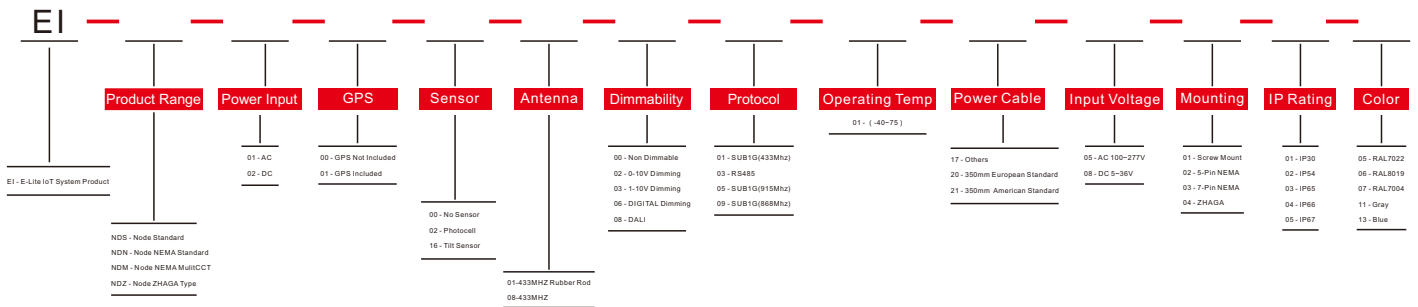 EI
Product Range
Power Input
GPS
Sensor
Antenna
Dimmability
Protocol
Operating Temp
Power Cable
Input Voltage
Mounting
IP Rating
Color
EI - E-Lite IoT System Product
NDS - Node Standard
NDN - Node NEMA Standard
NDM - Node NEMA MulitCCT
NDZ - Node ZHAGA Type
01 - AC
02 - DC
00 - GPS Not Included
01 - GPS Included
00 - No Sensor
02 - Photocell
16 - Tilt Sensor
01-433MHZ Rubber Rod
08-433MHZ
00 - Non Dimmable
02 - 0-10V Dimming
03 - 1-10V Dimming
06 - DIGITAL Dimming
08 - DALI
01 - SUB1G(433Mhz)
03 - RS485
05 - SUB1G(915Mhz)
09 - SUB1G(868Mhz)
01 - ( -40~75 )
17 - Others
20 - 350mm European Standard
21 - 350mm American Standard
05 - AC 100~277V
08 - DC 5~36V
01 - Screw Mount
02 - 5-Pin NEMA
03 - 7-Pin NEMA
04 - ZHAGA
01 - IP30
02 - IP54
03 - IP65
04 - IP66
05 - IP67
05 - RAL7022
06 - RAL8019
07 - RAL7004
11 - Gray
13 - Blue